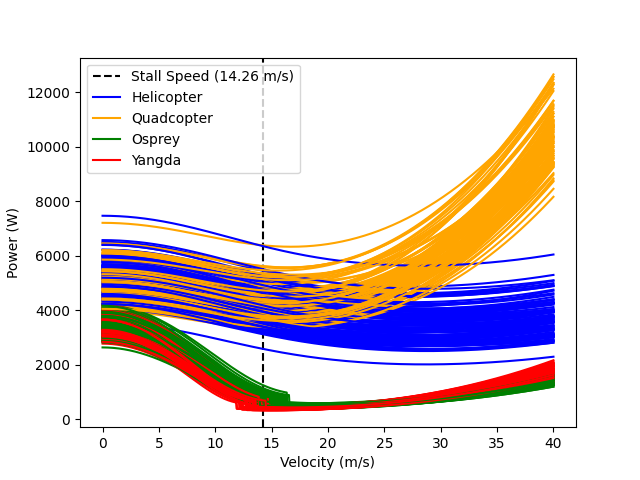 Stall Speed (14.26 m/s)
Helicopter
Quadcopter
Osprey
Yangda
12000
10000
8000
6000
4000
2000
0
Power (W)
0 5 10 15 20 25 30 35 40
Velocity (m/s)